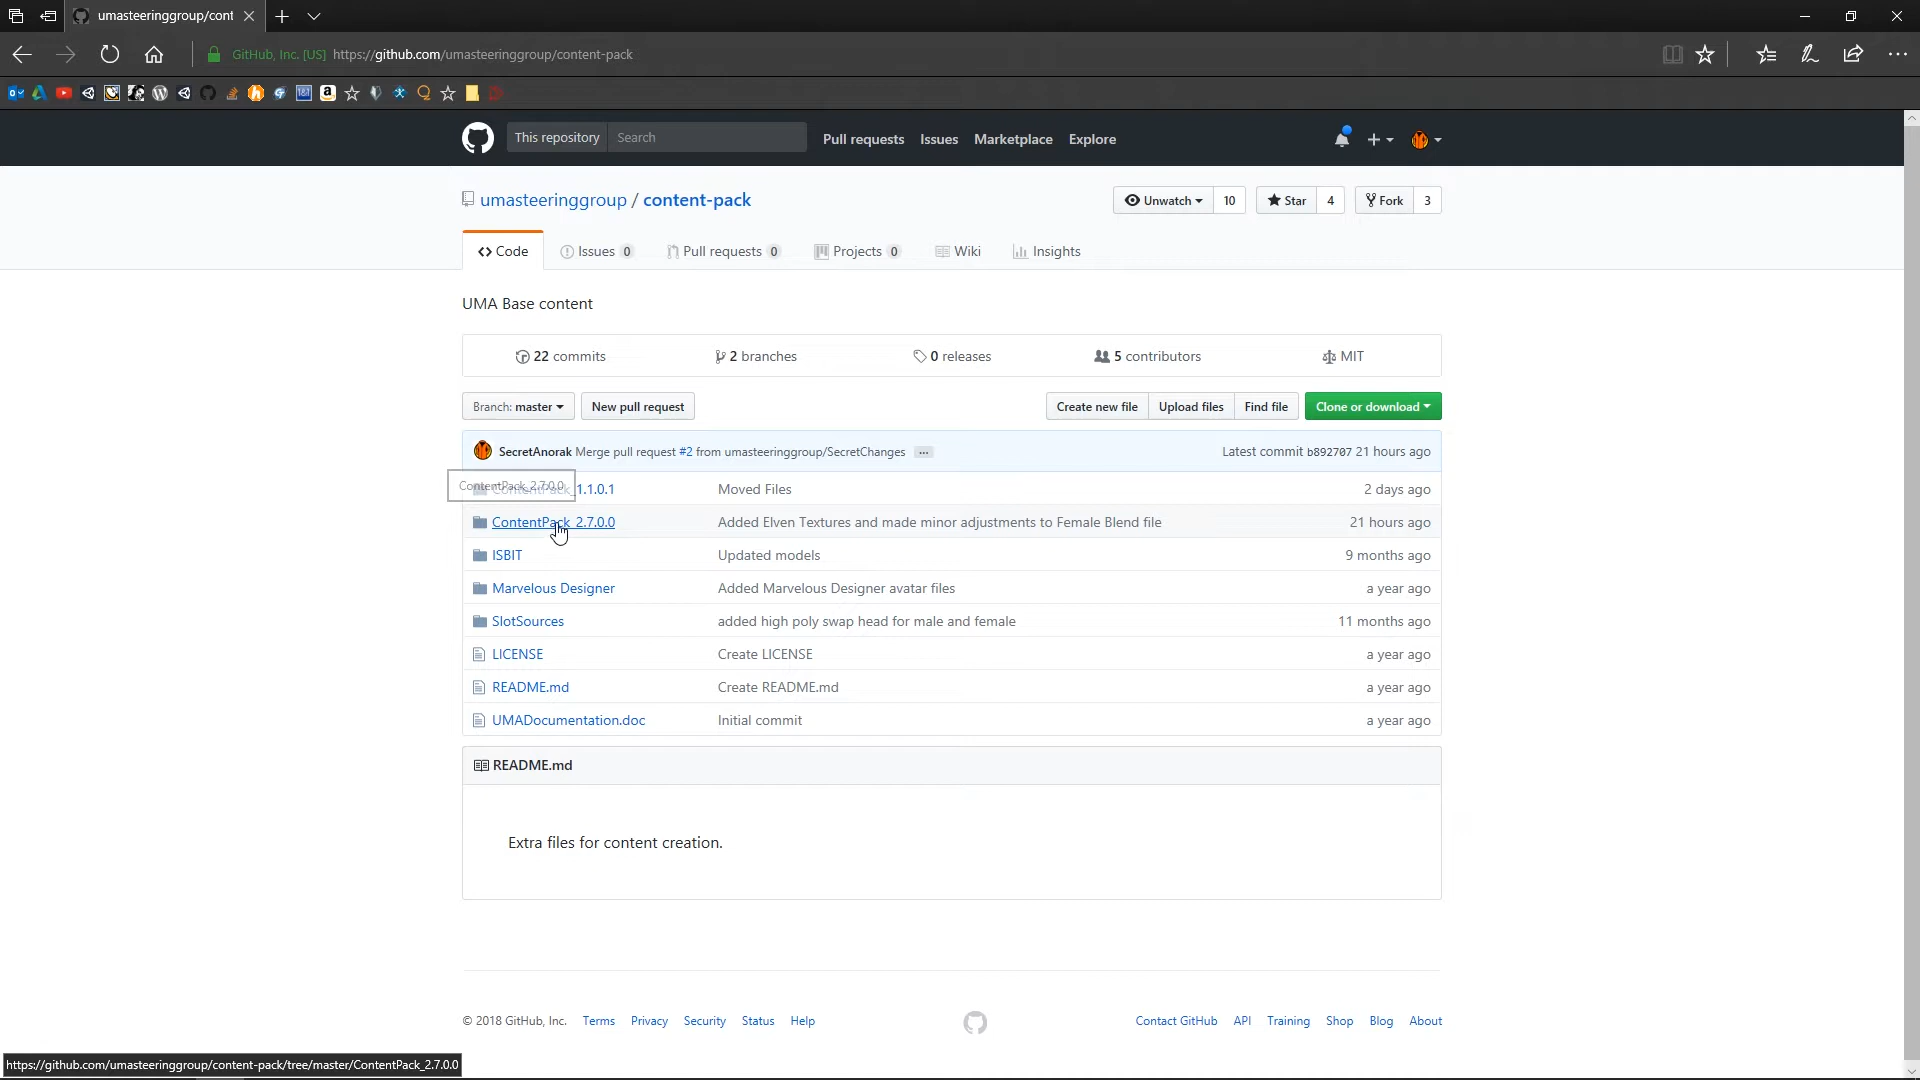 umasteeringgroup/cont
GitHub, Inc. [US] https://github.com/umasteeringgroup/content-pack
This repository Search Pull requests Issues Marketplace Explore
umasteeringgroup / content-pack
Unwatch 10 Star 4 Fork 3
Code Issues 0 Pull requests 0 Projects 0 Wiki Insights
UMA Base content
22 commits 2 branches 0 releases 5 contributors MIT
Branch: master New pull request Create new file Upload files Find file Clone or download
SecretAnorak Merge pull request #2 from umasteeringgroup/SecretChanges ... Latest commit b892707 21 hours ago
ContentPack_2.7.0.0
ContentPack_1.1.0.1 Moved Files 2 days ago
ContentPack_2.7.0.0 Added Elven Textures and made minor adjustments to Female Blend file 21 hours ago
ISBIT Updated models 9 months ago
Marvelous Designer Added Marvelous Designer avatar files a year ago
SlotSources added high poly swap head for male and female 11 months ago
LICENSE Create LICENSE a year ago
README.md Create README.md a year ago
UMADocumentation.doc Initial commit a year ago
README.md
Extra files for content creation.
© 2018 GitHub, Inc. Terms Privacy Security Status Help Contact GitHub API Training Shop Blog About
https://github.com/umasteeringgroup/content-pack/tree/master/ContentPack_2.7.0.0